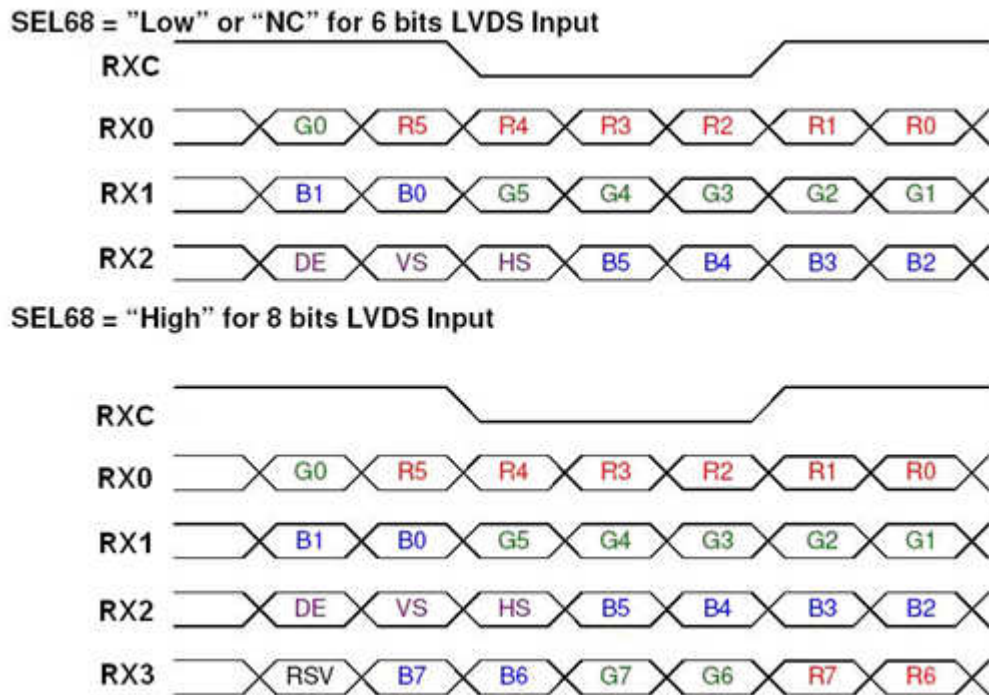 SEL68 = "Low" or “NC” for 6 bits LVDS Input
RXC
RX0 G0 R5 R4 R3 R2 R1 R0
RX1 B1 B0 G5 G4 G3 G2 G1
RX2 DE VS HS B5 B4 B3 B2
SEL68 = “High” for 8 bits LVDS Input
RXC
RX0 G0 R5 R4 R3 R2 R1 R0
RX1 B1 B0 G5 G4 G3 G2 G1
RX2 DE VS HS B5 B4 B3 B2
RX3 RSV B7 B6 G7 G6 R7 R6